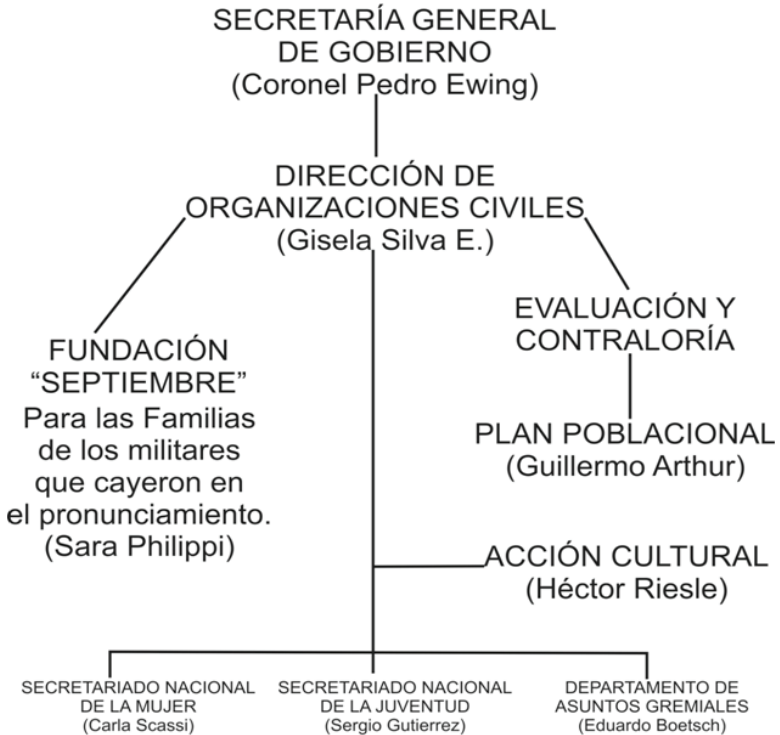 SECRETARÍA GENERAL
DE GOBIERNO
(Coronel Pedro Ewing)
DIRECCIÓN DE
ORGANIZACIONES CIVILES
(Gisela Silva E.)
FUNDACIÓN
“SEPTIEMBRE”
Para las Familias
de los militares
que cayeron en
el pronunciamiento.
(Sara Philippi)
EVALUACIÓN Y
CONTRALORÍA
PLAN POBLACIONAL
(Guillermo Arthur)
ACCIÓN CULTURAL
(Héctor Riesle)
SECRETARIADO NACIONAL
DE LA MUJER
(Carla Scassi)
SECRETARIADO NACIONAL
DE LA JUVENTUD
(Sergio Gutierrez)
DEPARTAMENTO DE
ASUNTOS GREMIALES
(Eduardo Boetsch)